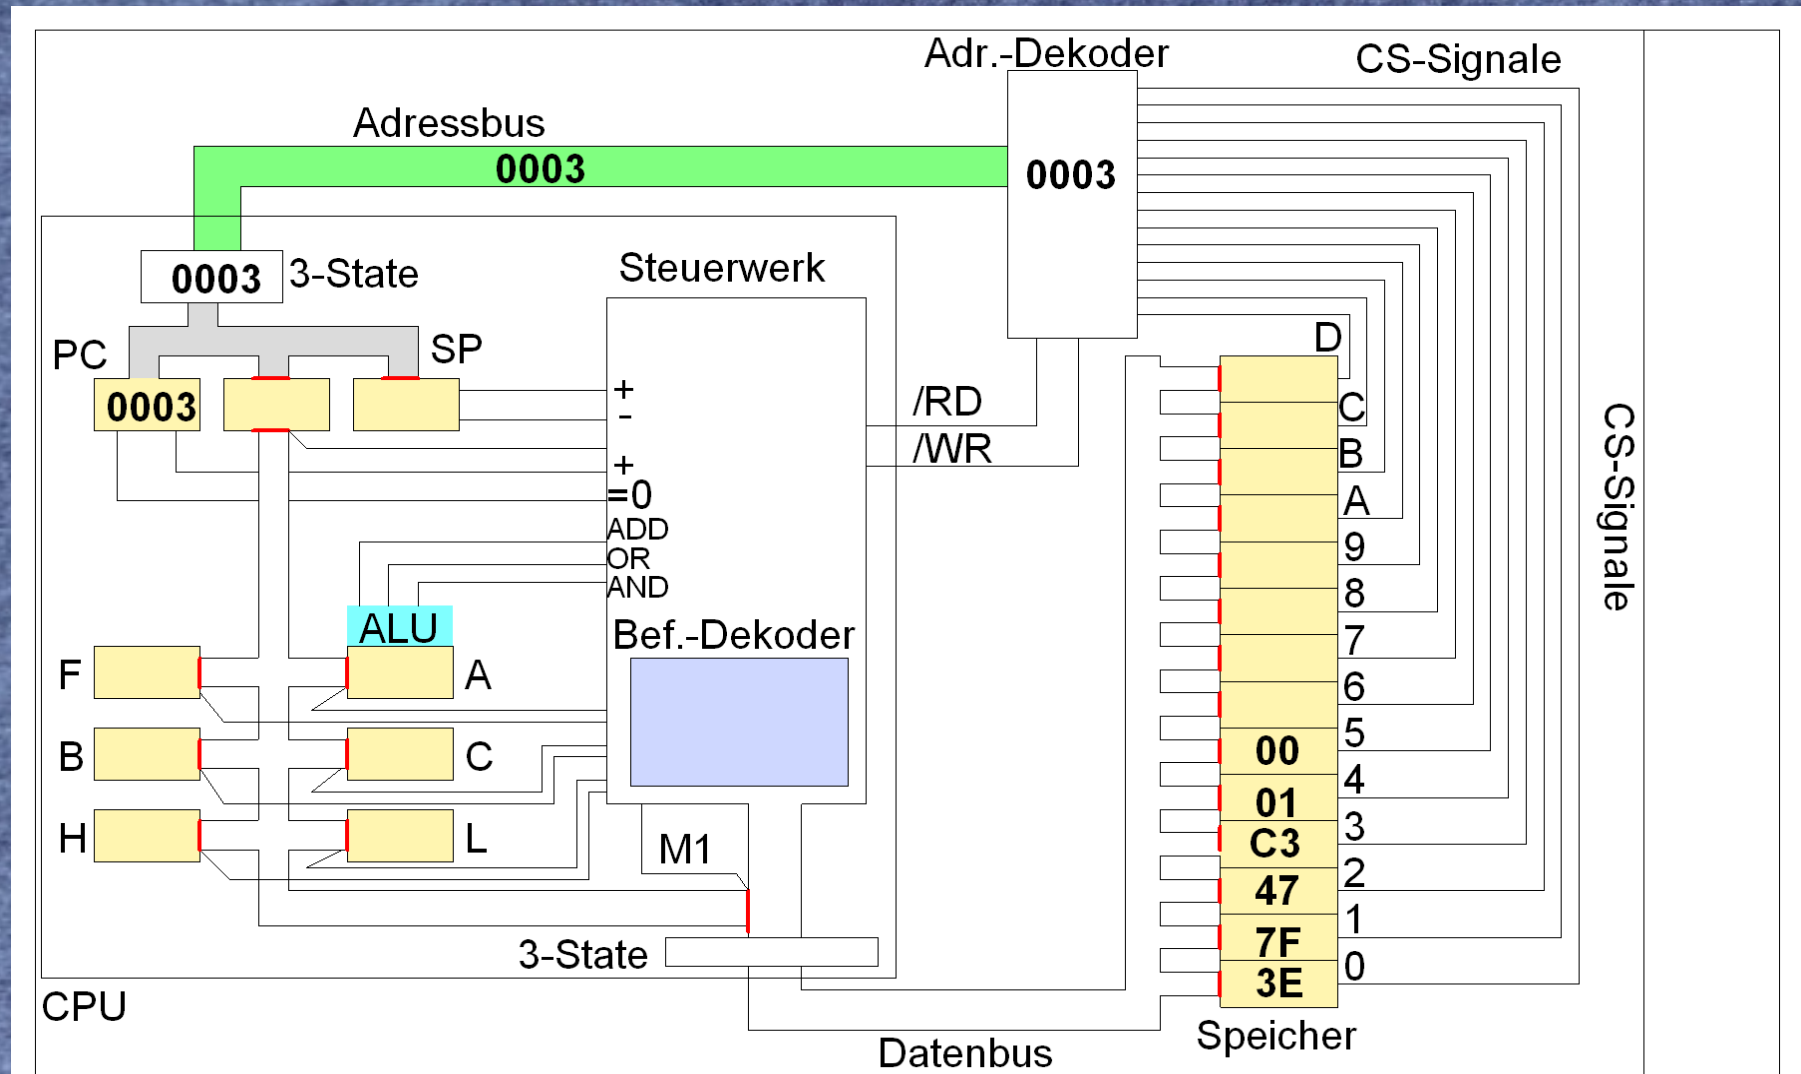 Adr.-Dekoder
CS-Signale
Adressbus
0003
0003
0003
3-State
Steuerwerk
PC
SP
0003
+
-
+
=0
ADD
OR
AND
/RD
/WR
ALU
Bef.-Dekoder
F
A
B
C
H
L
M1
3-State
CPU
Datenbus
D
C
B
A
9
8
7
6
5
00
4
01
3
C3
2
47
1
7F
0
3E
Speicher
CS-Signale